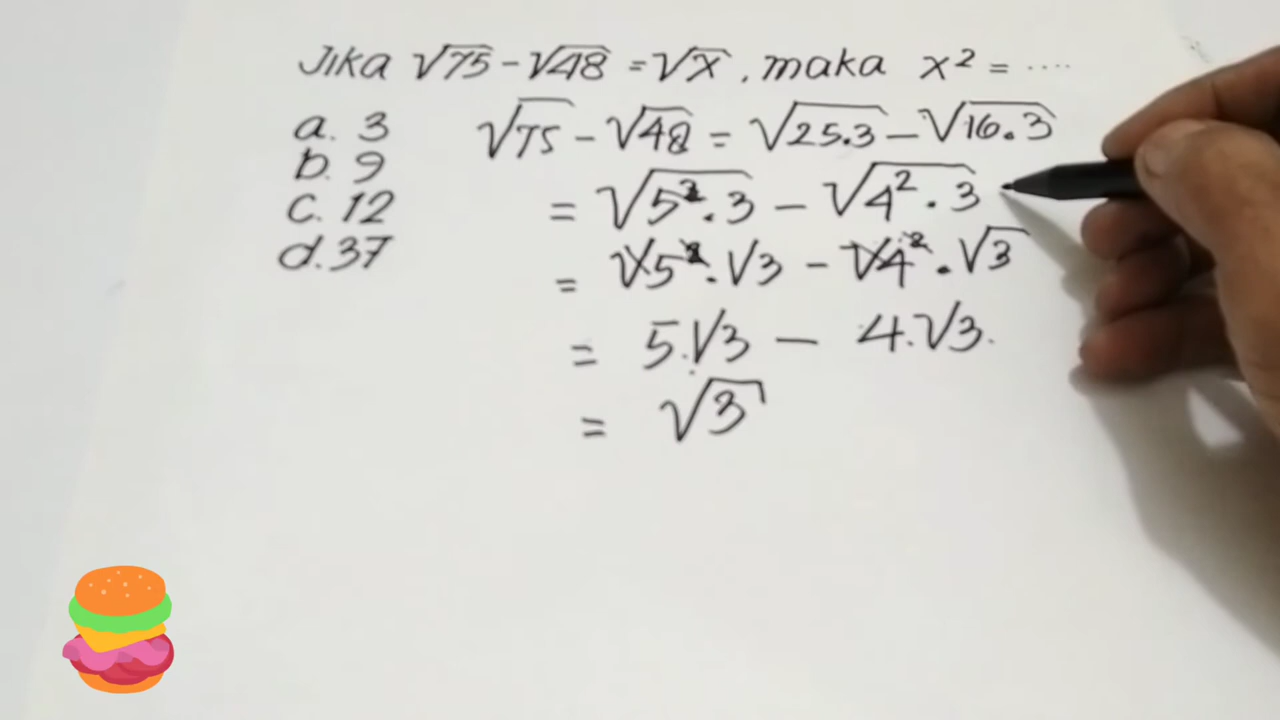 Jika √75 - √48 = √x , maka x² = ....
a. 3
b. 9
c. 12
d. 37
√75 - √48 = √25.3 - √16.3
= √5².3 - √4².3
= √5².√3 - √4².√3
= 5.√3 - 4.√3.
= √3